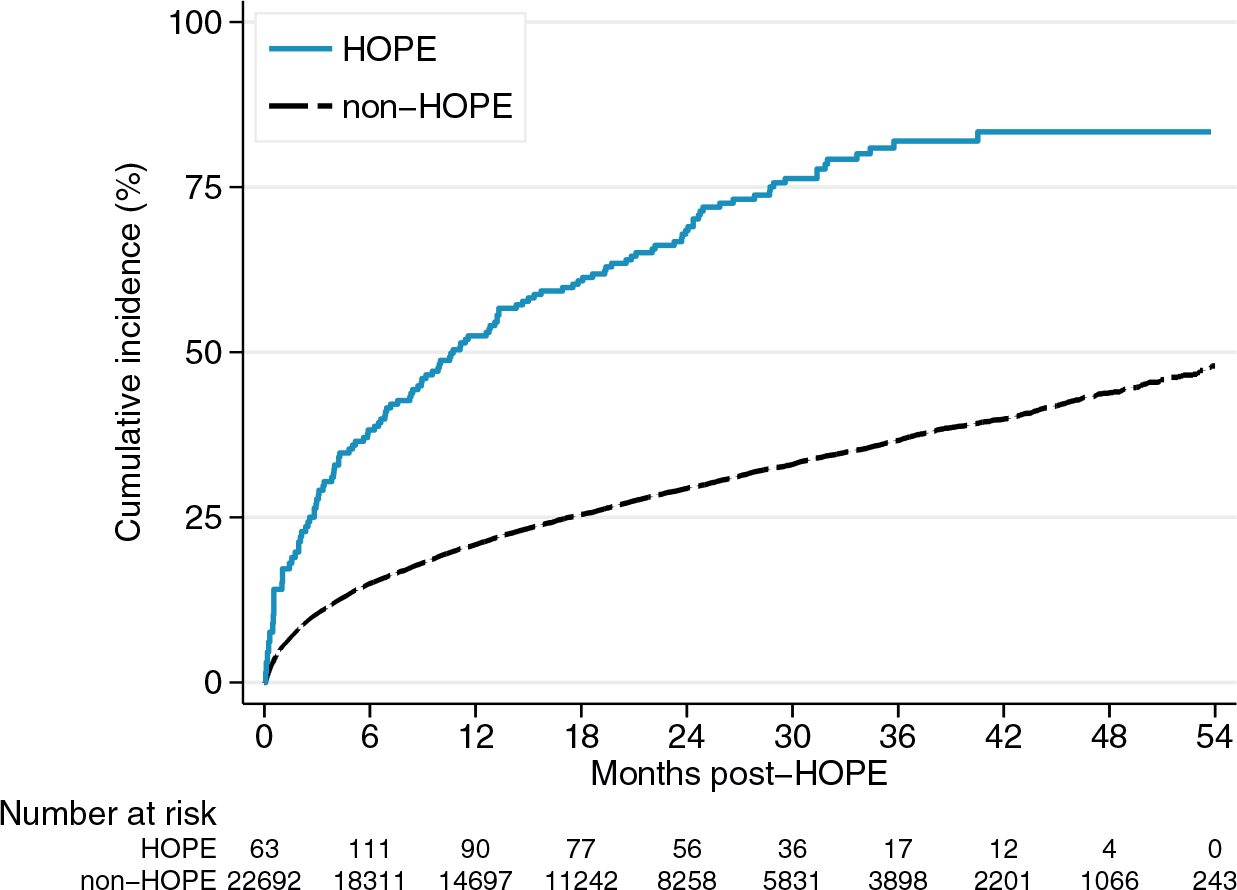 100
75
50
25
0
Cumulative incidence (%)
HOPE
non−HOPE
0 6 12 18 24 30 36 42 48 54
Months post−HOPE
Number at risk
HOPE 63 111 90 77 56 36 17 12 4 0
non−HOPE 22692 18311 14697 11242 8258 5831 3898 2201 1066 243